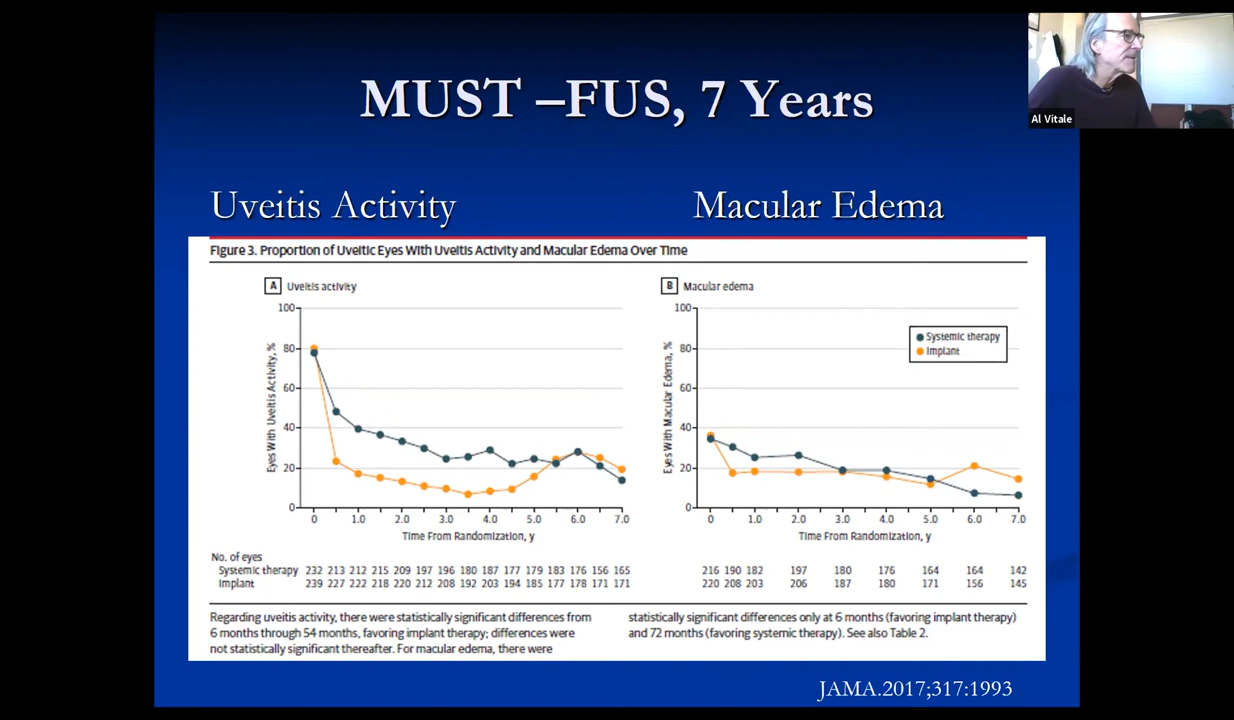 MUST –FUS, 7 Years
Al Vitale
Uveitis Activity
Macular Edema
Figure 3. Proportion of Uveitic Eyes With Uveitis Activity and Macular Edema Over Time
A Uveitis activity
100
80
60
40
20
0
Eyes With Uveitis Activity, %
0 1.0 2.0 3.0 4.0 5.0 6.0 7.0
Time From Randomization, y
B Macular edema
Systemic therapy
Implant
100
80
60
40
20
0
Eyes With Macular Edema, %
0 1.0 2.0 3.0 4.0 5.0 6.0 7.0
Time From Randomization, y
No. of eyes
Systemic therapy 232 213 212 215 209 197 196 180 187 177 179 183 176 156 165
Implant 239 227 222 218 220 212 208 192 203 194 185 177 178 171 171
216 190 182 197 180 176 164 164 142
220 208 203 206 187 180 171 156 145
Regarding uveitis activity, there were statistically significant differences from
6 months through 54 months, favoring implant therapy; differences were
not statistically significant thereafter. For macular edema, there were
statistically significant differences only at 6 months (favoring implant therapy)
and 72 months (favoring systemic therapy). See also Table 2.
JAMA.2017;317:1993